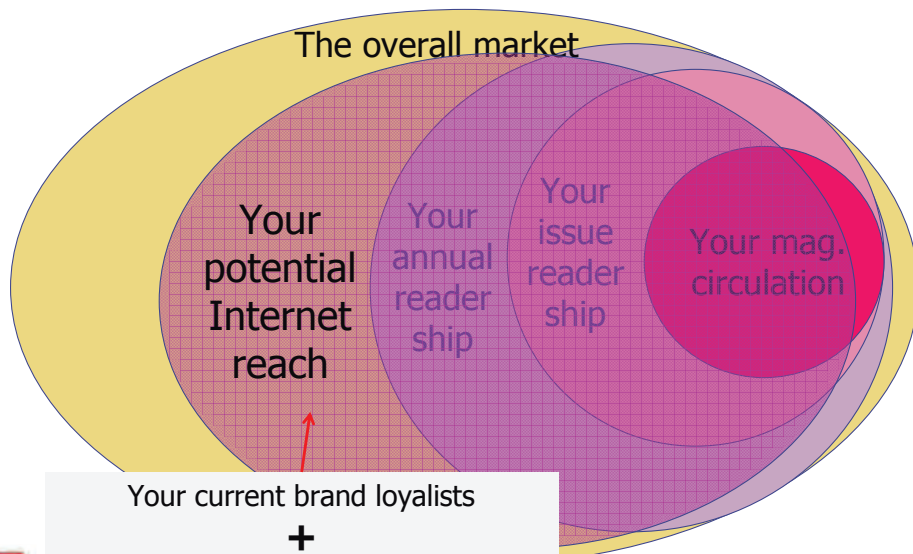 The overall market
Your
potential
Internet
reach
Your
annual
reader
ship
Your
issue
reader
ship
Your mag.
circulation
Your current brand loyalists
+